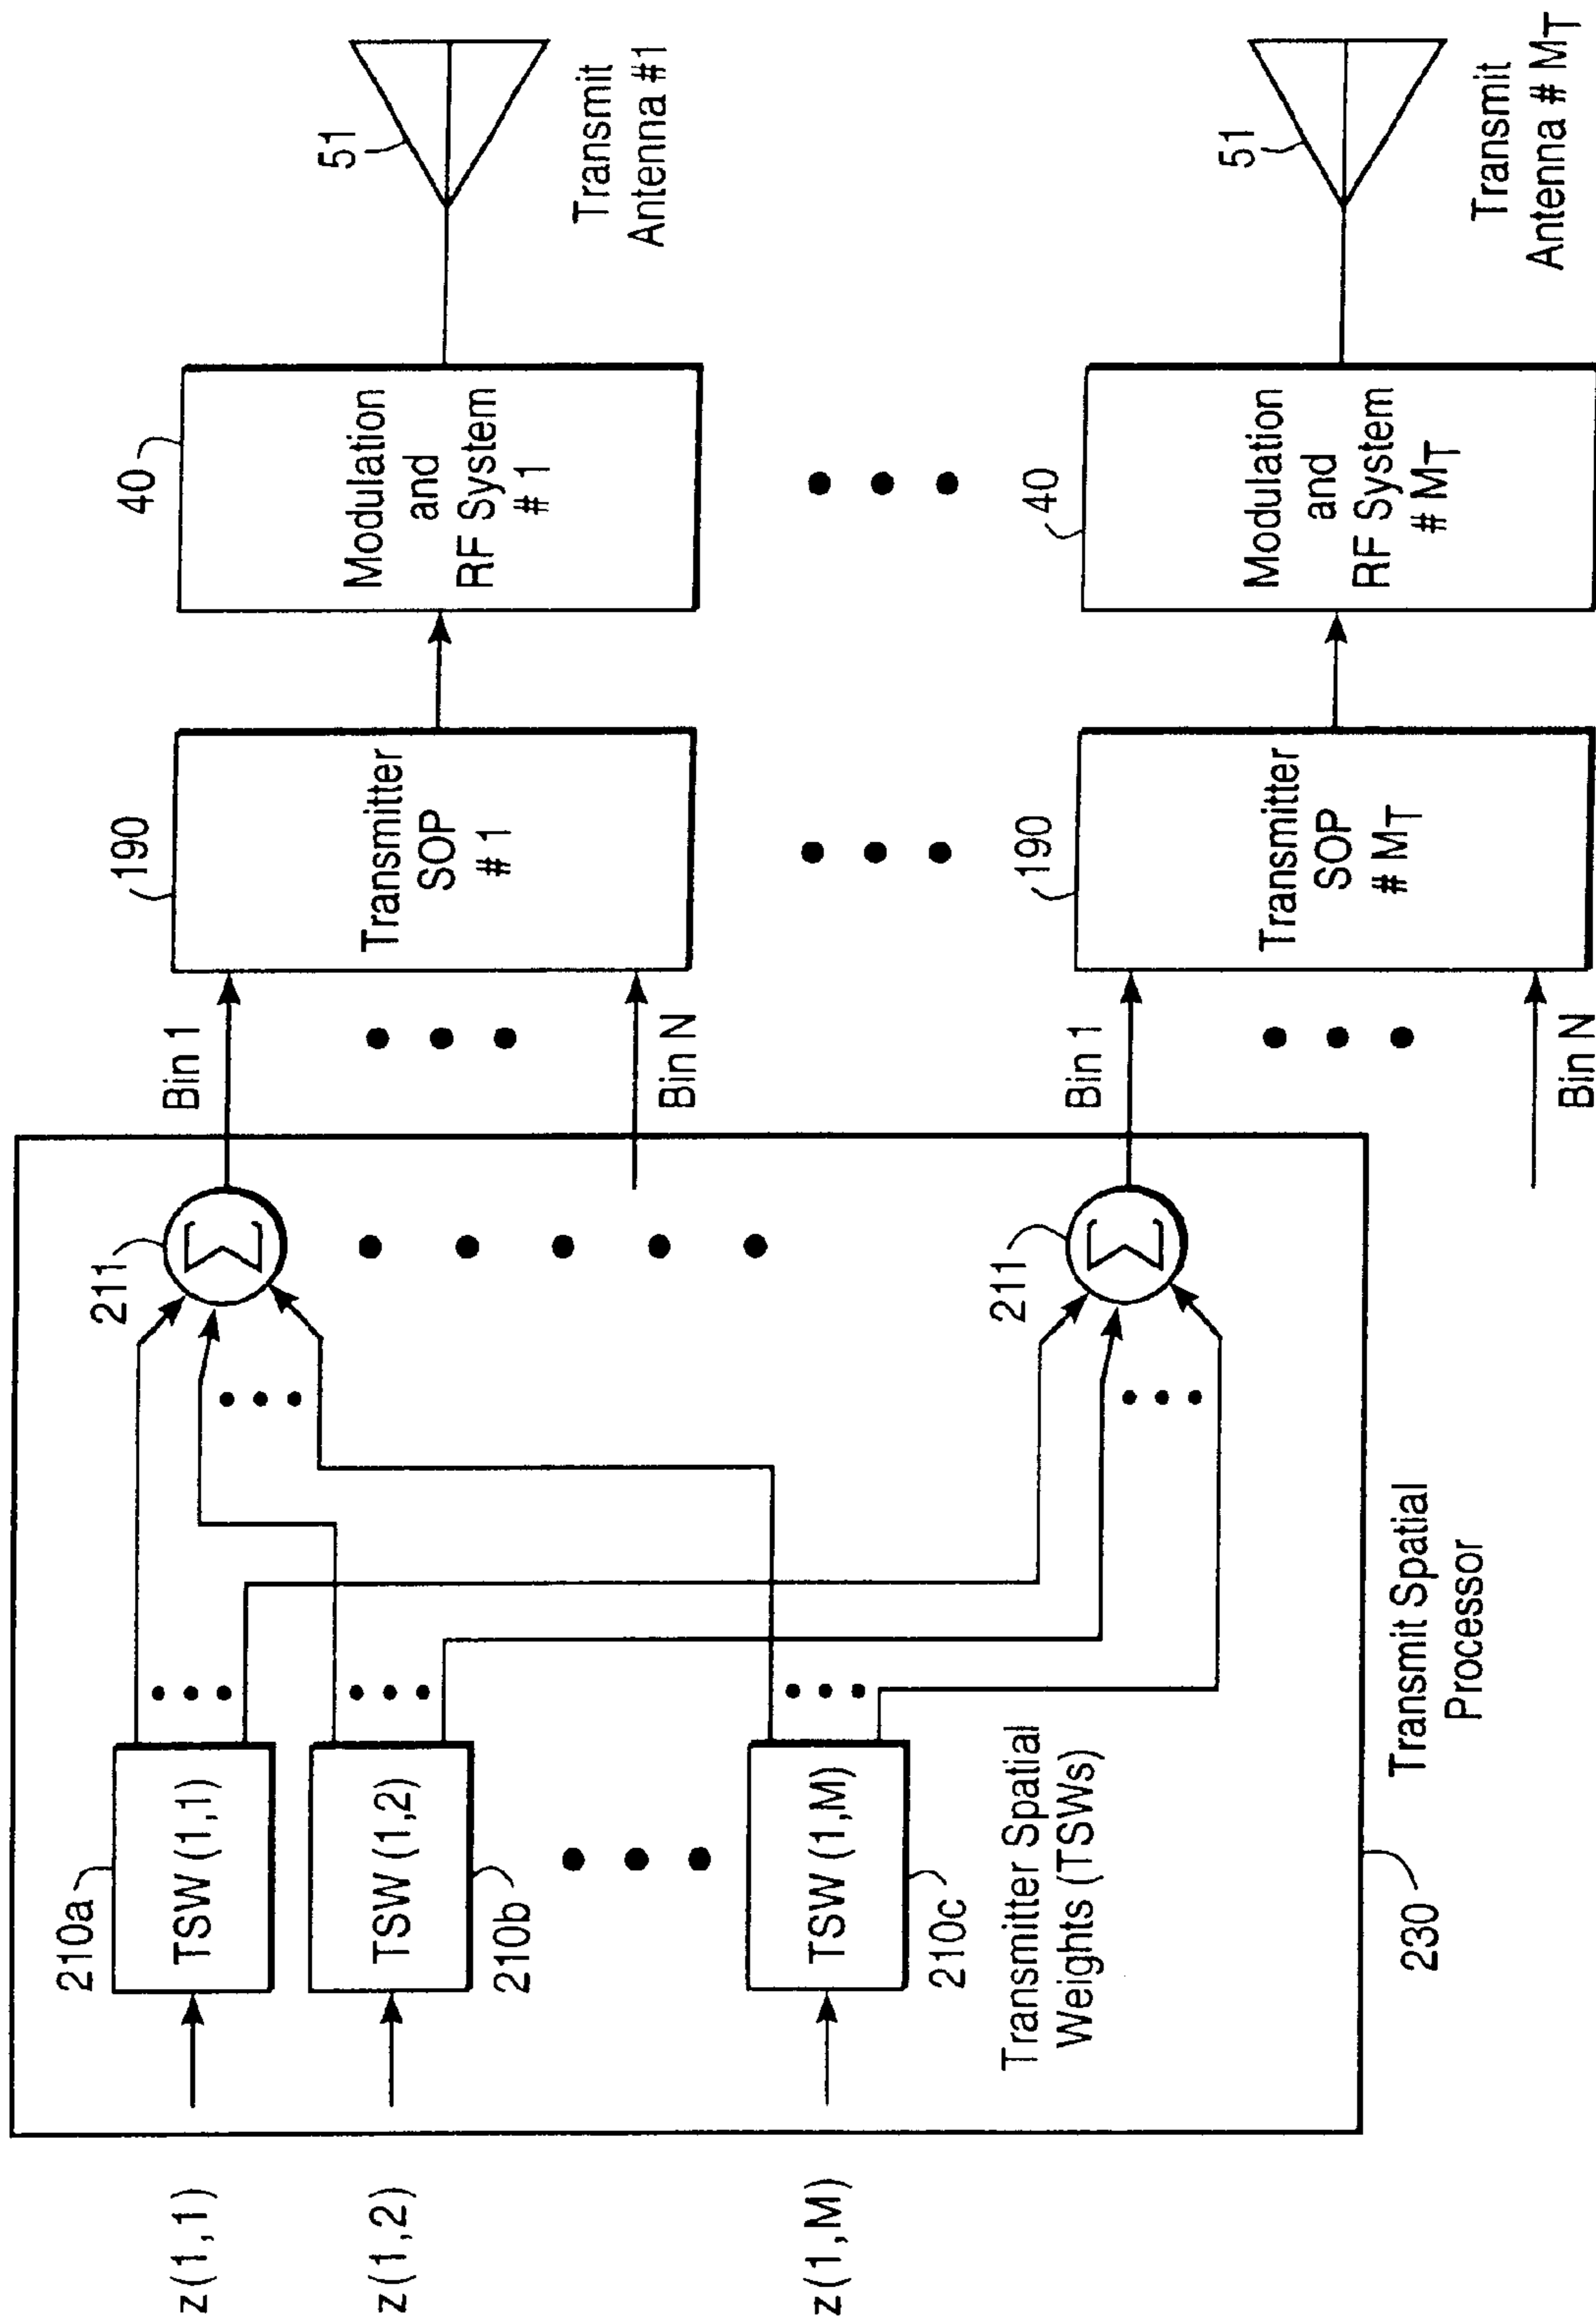 z(1,1)
z(1,2)
z(1,M)
210a
TSW (1,1)
TSW (1,2)
210b
TSW (1,M)
210c
Transmitter Spatial
Weights (TSWs)
230
Transmit Spatial
Processor
211
Σ
211
Σ
Bin 1
Bin N
Bin 1
Bin N
190
Transmitter
SOP
# 1
190
Transmitter
SOP
# MT
40
Modulation
and
RF System
# 1
40
Modulation
and
RF System
# MT
51
Transmit
Antenna #1
51
Transmit
Antenna # MT